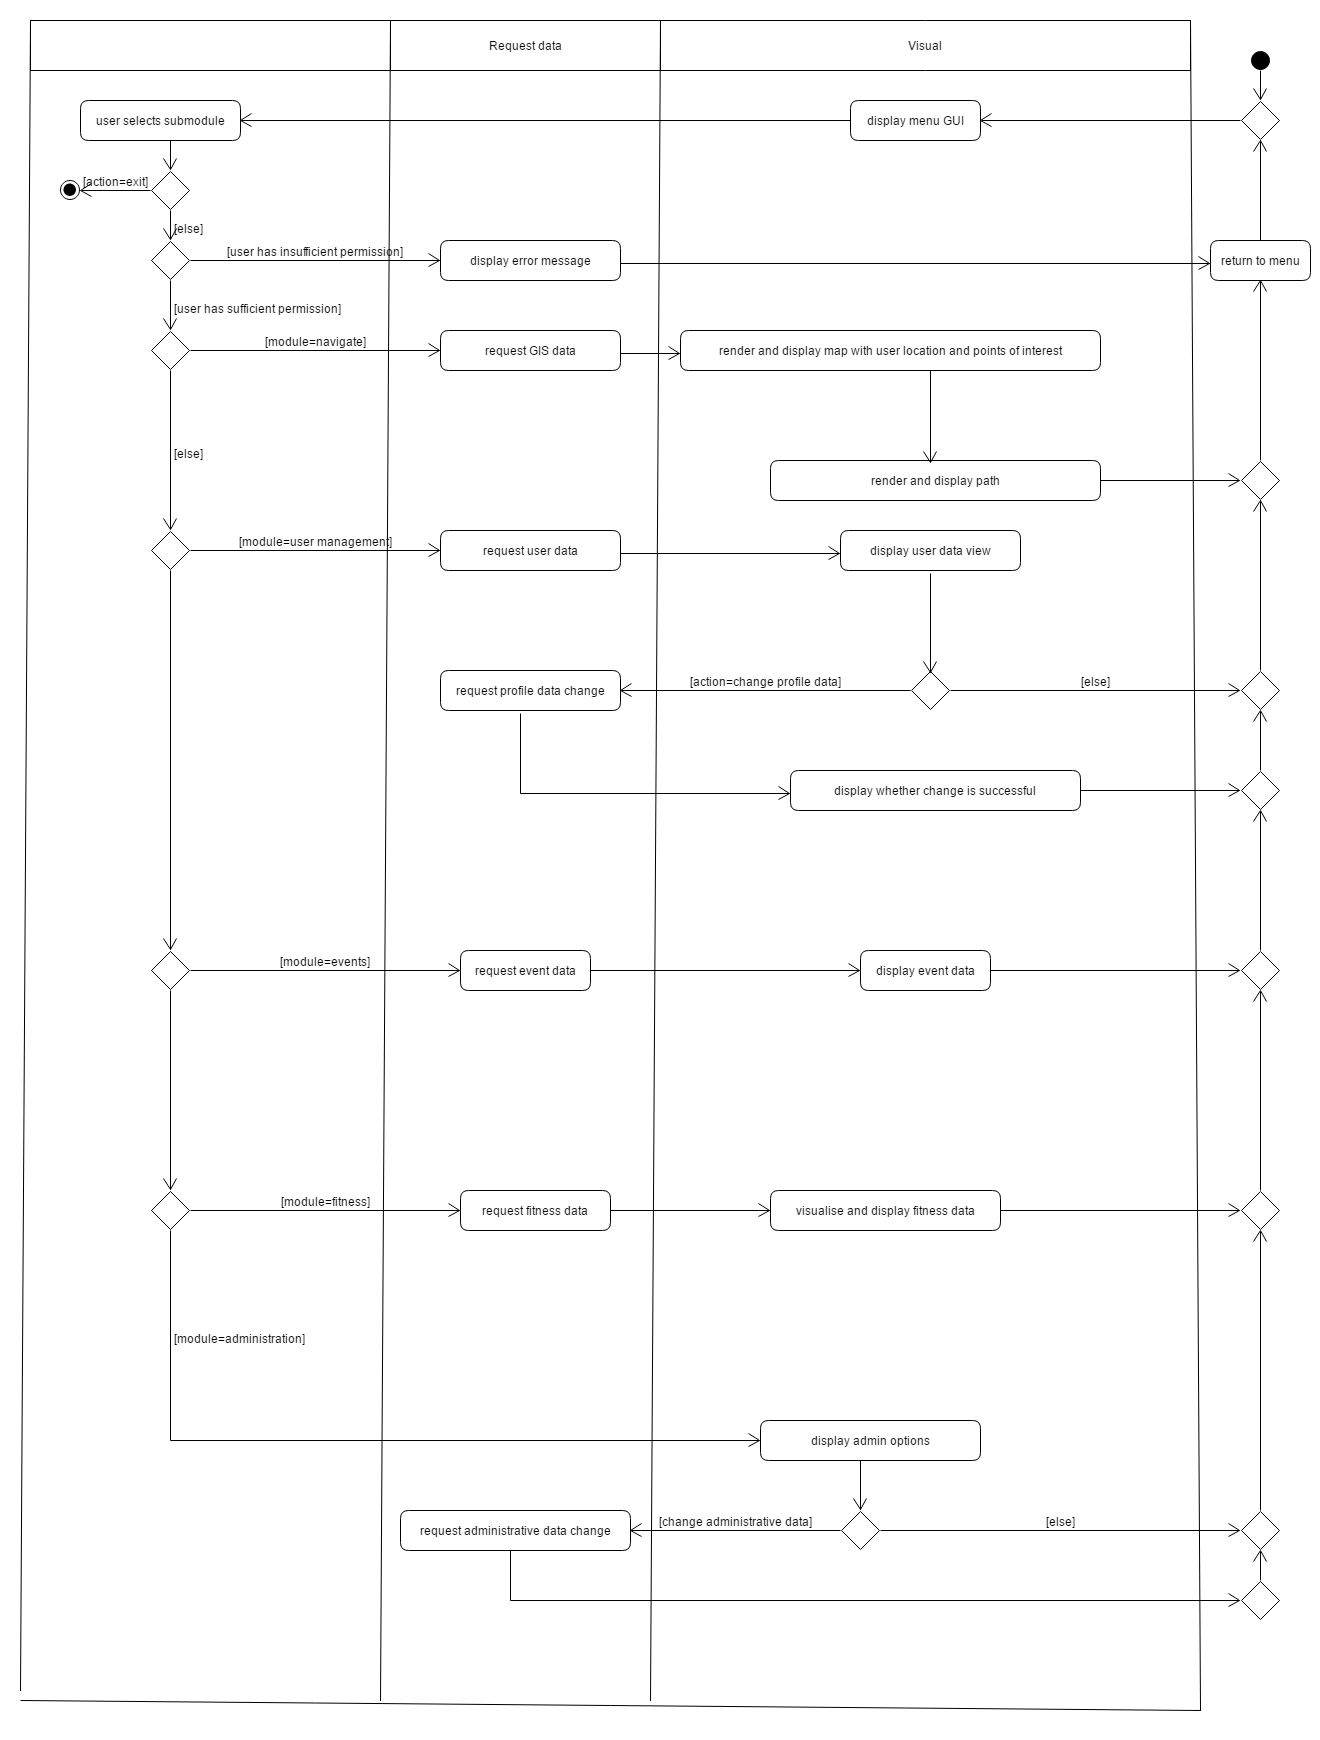 Request data
Visual
user selects submodule
display menu GUI
[action=exit]
[else]
[user has insufficient permission]
display error message
return to menu
[user has sufficient permission]
[module=navigate]
request GIS data
render and display map with user location and points of interest
[else]
render and display path
[module=user management]
request user data
display user data view
request profile data change
[action=change profile data]
[else]
display whether change is successful
[module=events]
request event data
display event data
[module=fitness]
request fitness data
visualise and display fitness data
[module=administration]
display admin options
request administrative data change
[change administrative data]
[else]